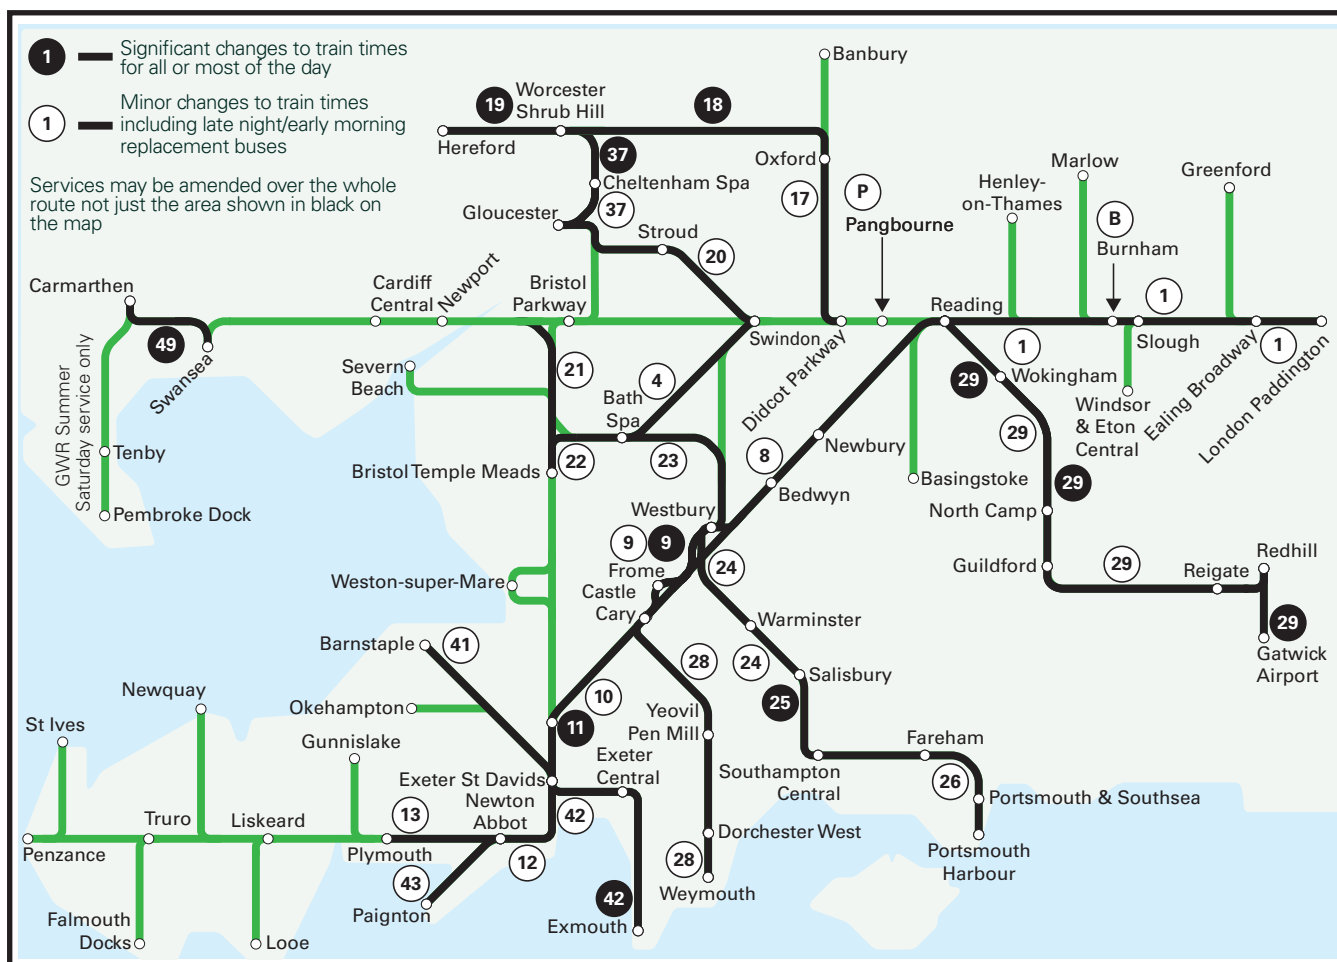 1
Significant changes to train times
for all or most of the day
1
Minor changes to train times
including late night/early morning
replacement buses
Services may be amended over the whole
route not just the area shown in black on
the map
Banbury
19
Worcester
Shrub Hill
18
Hereford
37
Oxford
Cheltenham Spa
37
17
P
Pangbourne
Gloucester
Stroud
20
Marlow
Henley-
on-Thames
Greenford
B
Burnham
Carmarthen
Cardiff
Central
Newport
Bristol
Parkway
Reading
1
49
Swansea
Swindon
Didcot Parkway
1
Slough
Ealing Broadway
1
London Paddington
GWR Summer
Saturday service only
Severn
Beach
21
4
Bath
Spa
29
Wokingham
Windsor
& Eton
Central
Tenby
29
Newbury
Bristol Temple Meads
22
23
8
Bedwyn
Basingstoke
29
Pembroke Dock
Westbury
North Camp
9
9
Frome
24
Guildford
29
Reigate
Redhill
Weston-super-Mare
Castle
Cary
Warminster
29
Gatwick
Airport
Barnstaple
41
28
24
Salisbury
Newquay
10
25
Okehampton
11
Yeovil
Pen Mill
St Ives
Gunnislake
Exeter
Central
Southampton
Central
Fareham
26
Exeter St Davids
Newton
Abbot
42
Portsmouth & Southsea
Truro
Liskeard
13
Dorchester West
Penzance
Plymouth
12
28
Weymouth
Portsmouth
Harbour
43
Paignton
42
Exmouth
Falmouth
Docks
Looe